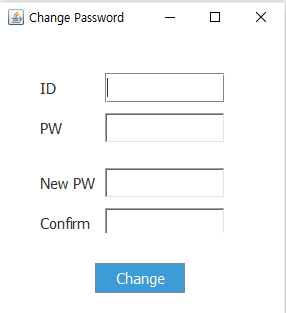 Change Password
ID
PW
New PW
Confirm
Change